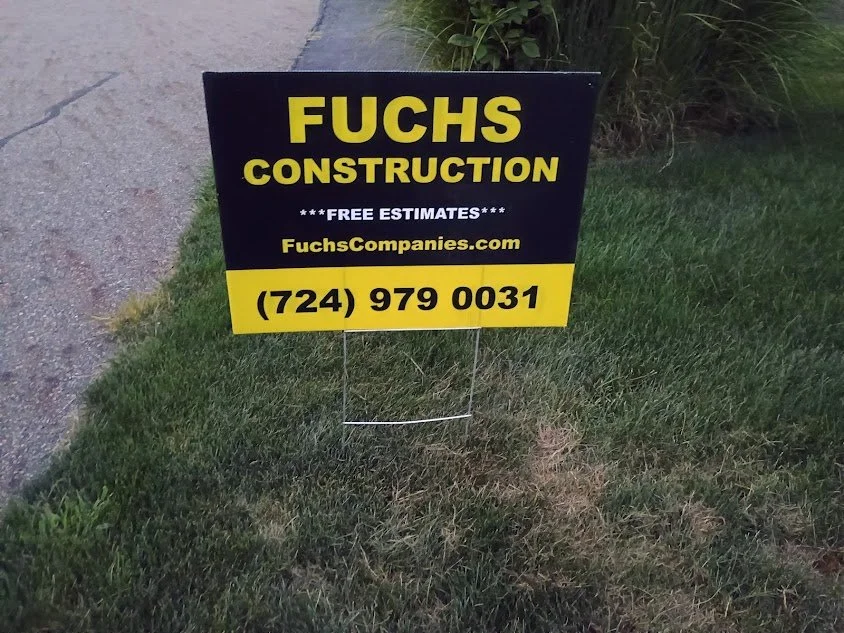 FUCHS
CONSTRUCTION
***FREE ESTIMATES***
FuchsCompanies.com
(724) 979 0031